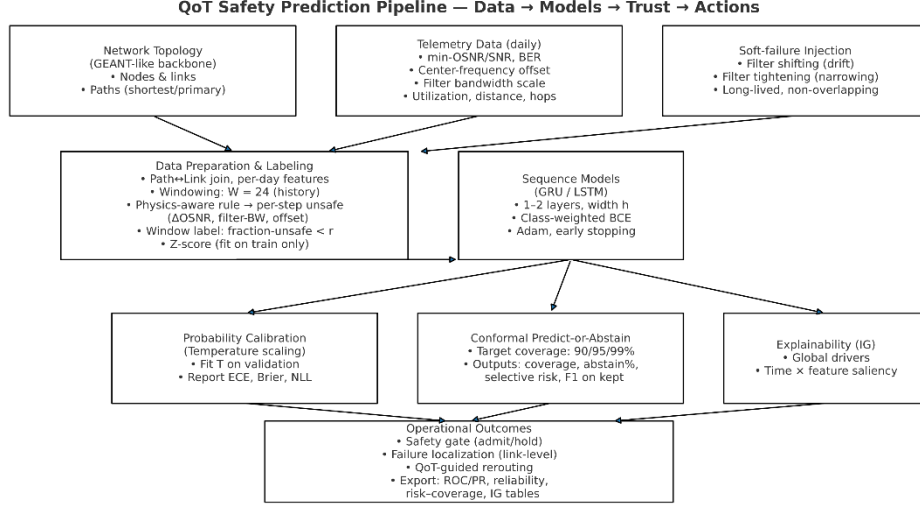 QoT Safety Prediction Pipeline — Data → Models → Trust → Actions
Network Topology
(GEANT-like backbone)
• Nodes & links
• Paths (shortest/primary)
Telemetry Data (daily)
• min-OSNR/SNR, BER
• Center-frequency offset
• Filter bandwidth scale
• Utilization, distance, hops
Soft-failure Injection
• Filter shifting (drift)
• Filter tightening (narrowing)
• Long-lived, non-overlapping
Data Preparation & Labeling
• Path↔Link join, per-day features
• Windowing: W = 24 (history)
• Physics-aware rule → per-step unsafe
(ΔOSNR, filter-BW, offset)
• Window label: fraction-unsafe < r
• Z-score (fit on train only)
Sequence Models
(GRU / LSTM)
• 1–2 layers, width h
• Class-weighted BCE
• Adam, early stopping
Probability Calibration
(Temperature scaling)
• Fit T on validation
• Report ECE, Brier, NLL
Conformal Predict-or-Abstain
• Target coverage: 90/95/99%
• Outputs: coverage, abstain%,
selective risk, F1 on kept
Explainability (IG)
• Global drivers
• Time × feature saliency
Operational Outcomes
• Safety gate (admit/hold)
• Failure localization (link-level)
• QoT-guided rerouting
• Export: ROC/PR, reliability,
risk–coverage, IG tables